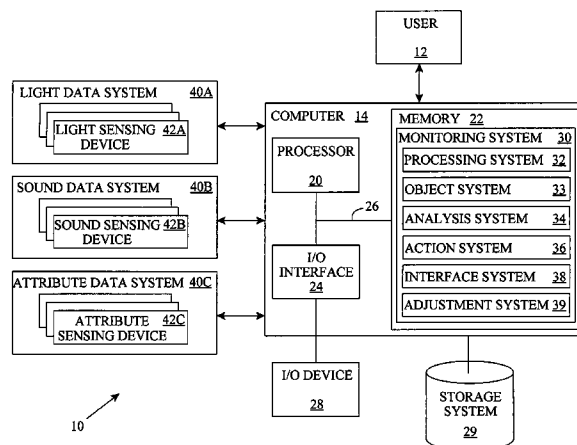 USER
12
LIGHT DATA SYSTEM 40A
LIGHT SENSING 42A
DEVICE
SOUND DATA SYSTEM 40B
SOUND SENSING 42B
DEVICE
ATTRIBUTE DATA SYSTEM 40C
ATTRIBUTE 42C
SENSING DEVICE
COMPUTER 14
PROCESSOR
20
26
I/O
INTERFACE
24
MEMORY 22
MONITORING SYSTEM 30
PROCESSING SYSTEM 32
OBJECT SYSTEM 33
ANALYSIS SYSTEM 34
ACTION SYSTEM 36
INTERFACE SYSTEM 38
ADJUSTMENT SYSTEM 39
I/O DEVICE
28
STORAGE
SYSTEM
29
10